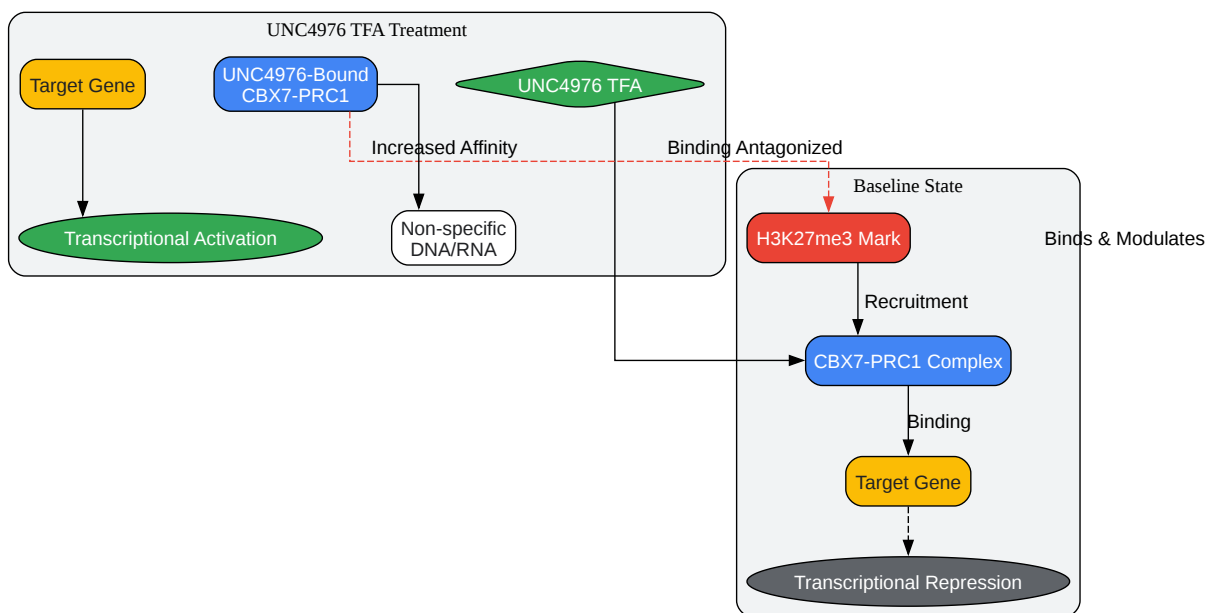 UNC4976 TFA Treatment
Target Gene
UNC4976-Bound
CBX7-PRC1
UNC4976 TFA
Increased Affinity
Binding Antagonized
Transcriptional Activation
Non-specific
DNA/RNA
Baseline State
H3K27me3 Mark
Binds & Modulates
Recruitment
CBX7-PRC1 Complex
Binding
Target Gene
Transcriptional Repression